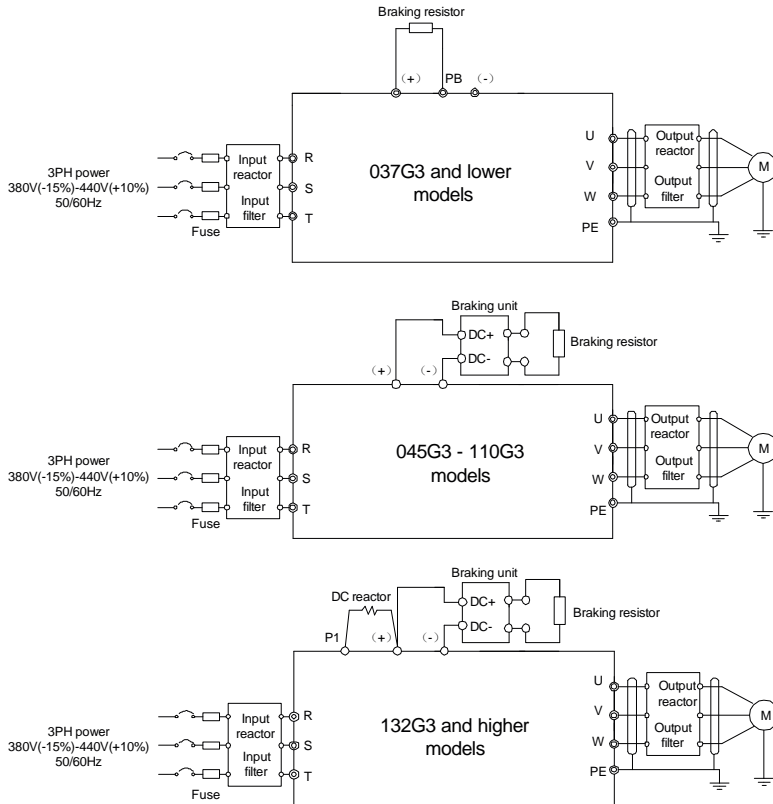 Braking resistor
(+)
PB
(-)
3PH power
380V(-15%)-440V(+10%)
50/60Hz
Fuse
Input
reactor
Input
filter
R
S
T
037G3 and lower
models
U
V
W
PE
Output
reactor
Output
filter
M
Braking unit
DC+
DC-
Braking resistor
(+)
(-)
3PH power
380V(-15%)-440V(+10%)
50/60Hz
Fuse
Input
reactor
Input
filter
R
S
T
045G3 - 110G3
models
U
V
W
PE
Output
reactor
Output
filter
M
DC reactor
Braking unit
DC+
DC-
Braking resistor
P1
(+)
(-)
3PH power
380V(-15%)-440V(+10%)
50/60Hz
Fuse
Input
reactor
Input
filter
R
S
T
132G3 and higher
models
U
V
W
PE
Output
reactor
Output
filter
M